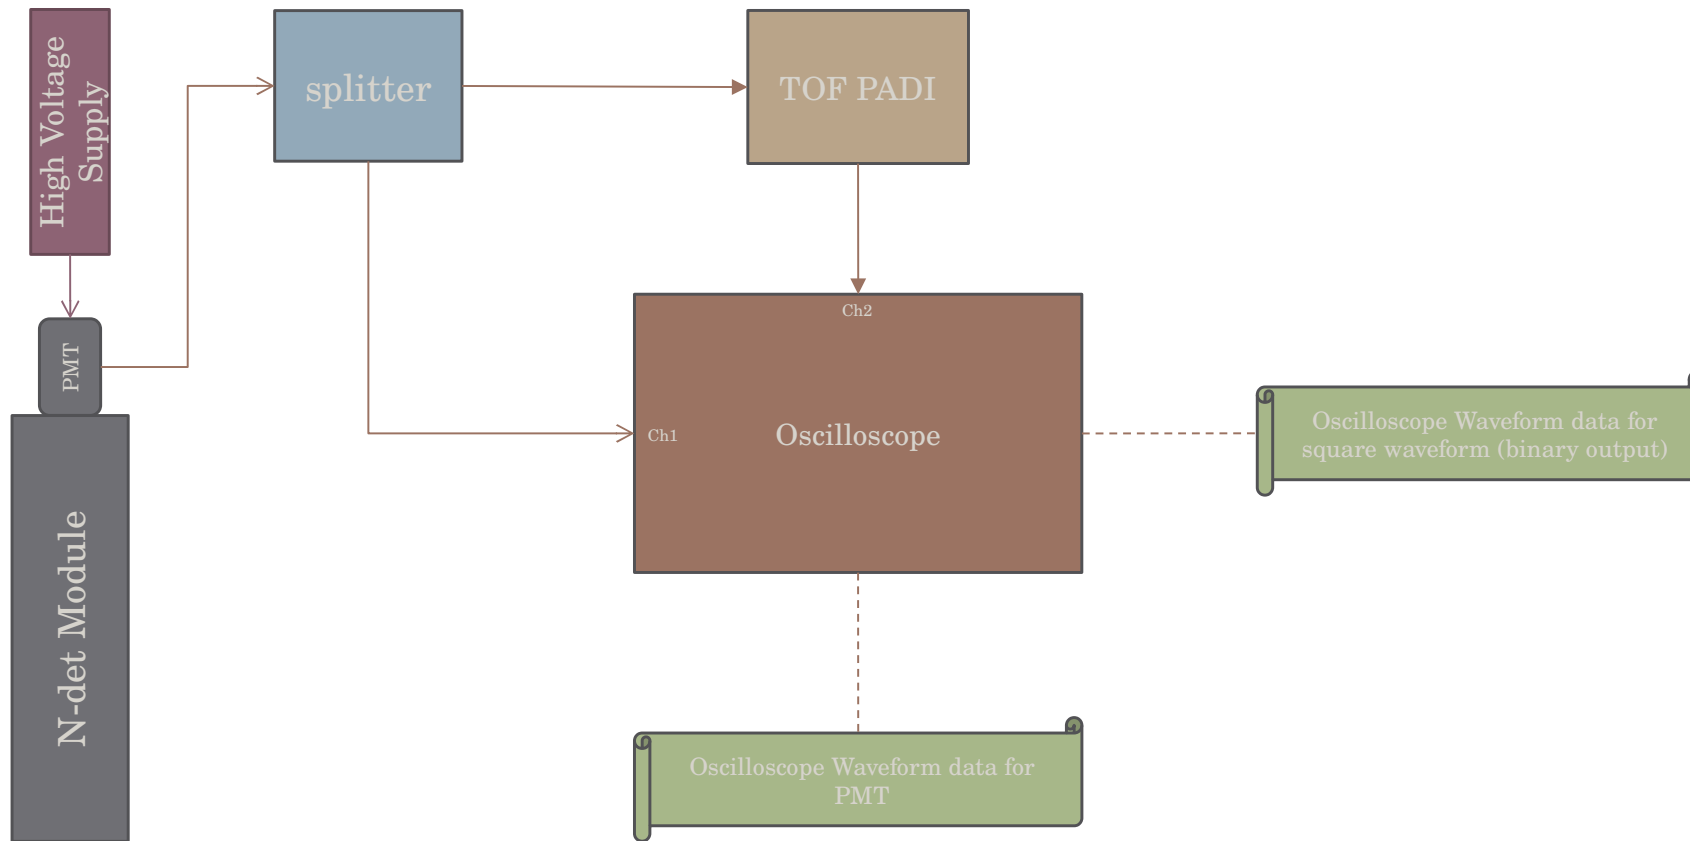 High Voltage
Supply
splitter
TOF PADI
PMT
Ch2
Ch1
Oscilloscope
Oscilloscope Waveform data for
square waveform (binary output)
N-det Module
Oscilloscope Waveform data for
PMT